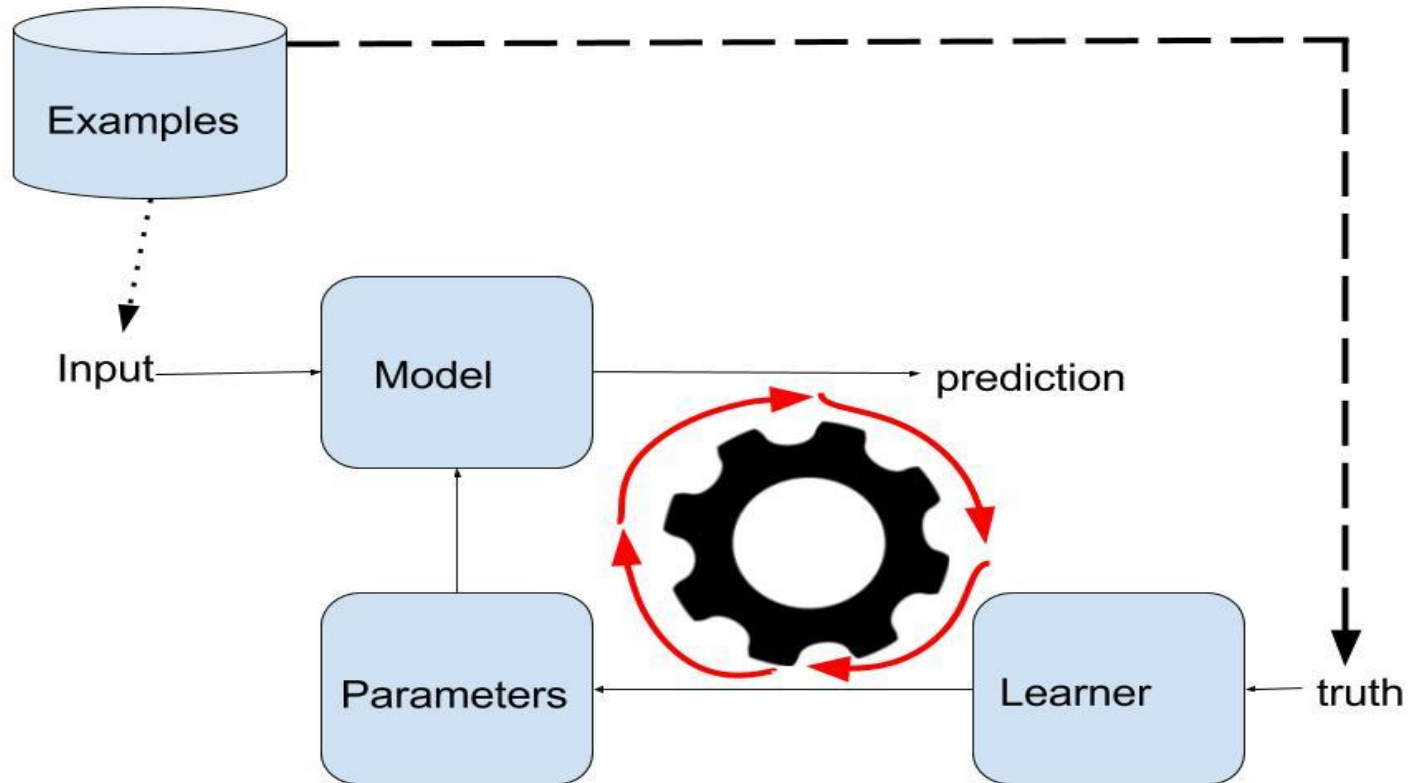 Examples
Input
Model
prediction
Parameters
Learner
truth